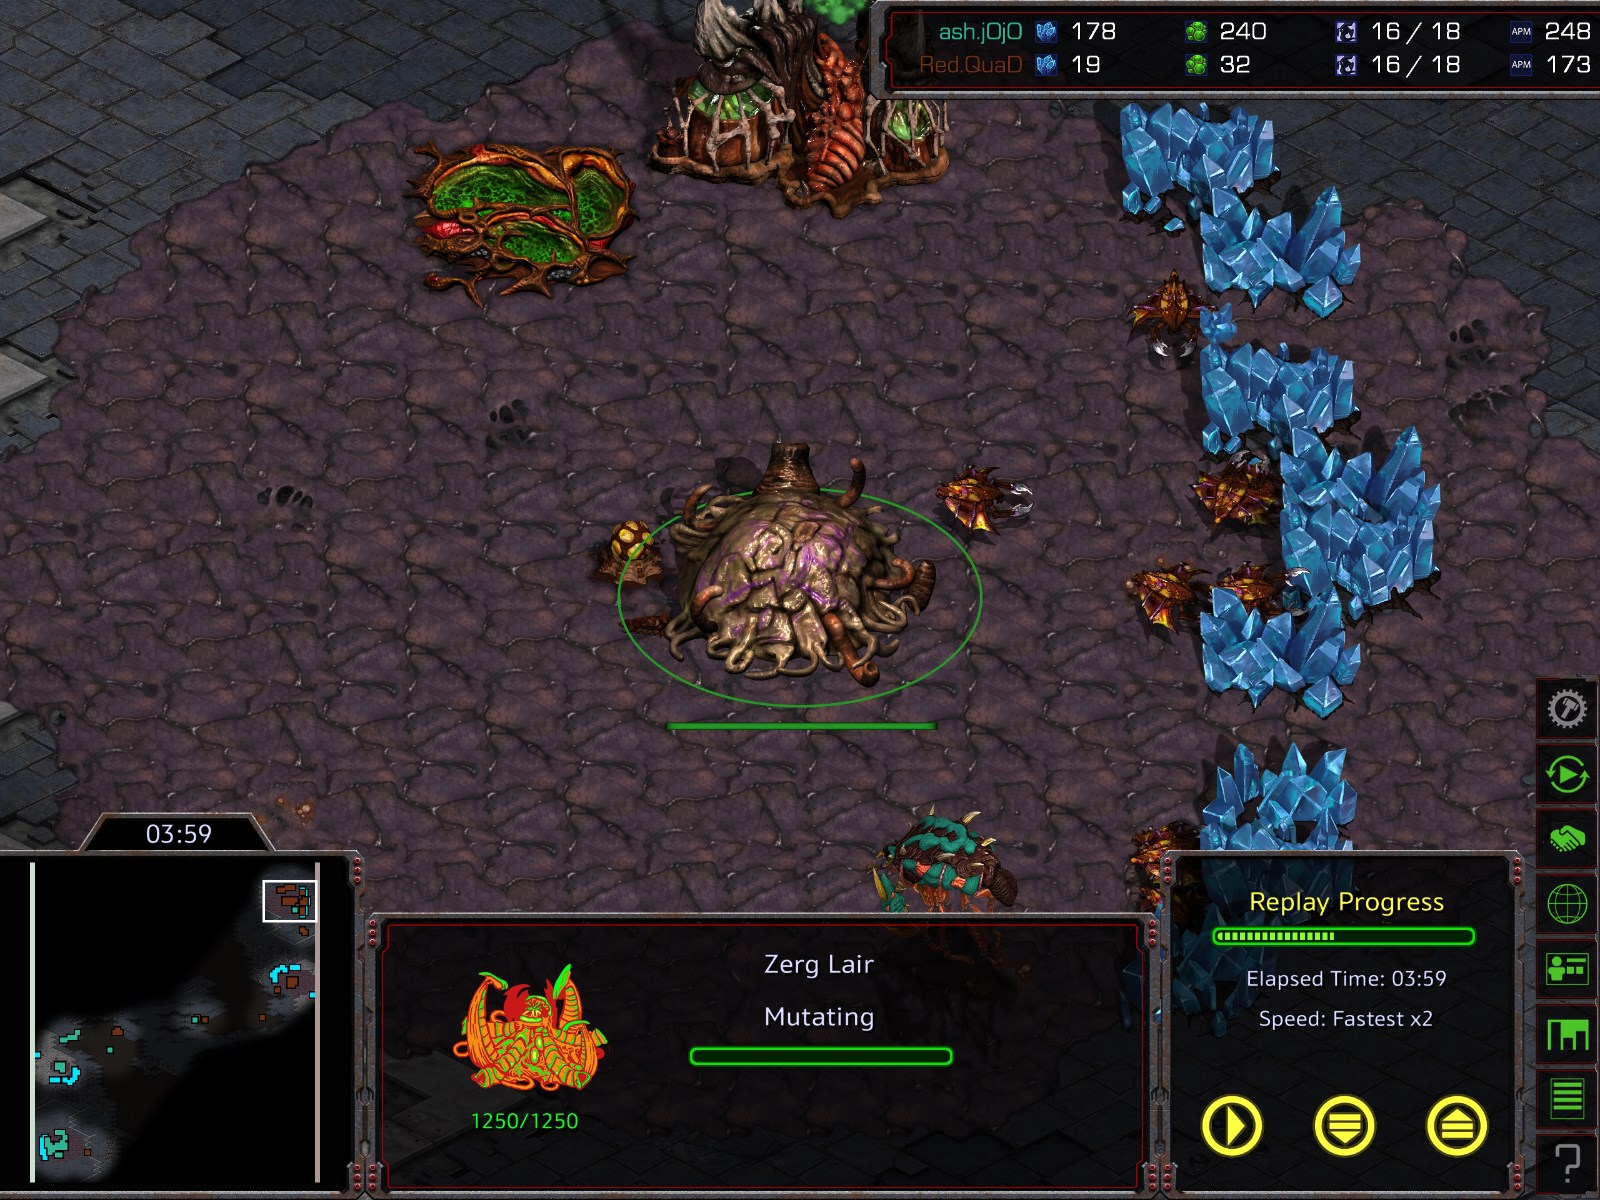 ash.j0j0 178 240 16 / 18 APM 248
Red.QuaD 19 32 16 / 18 APM 173
03:59
Zerg Lair
Mutating
1250/1250
Replay Progress
Elapsed Time: 03:59
Speed: Fastest x2
?